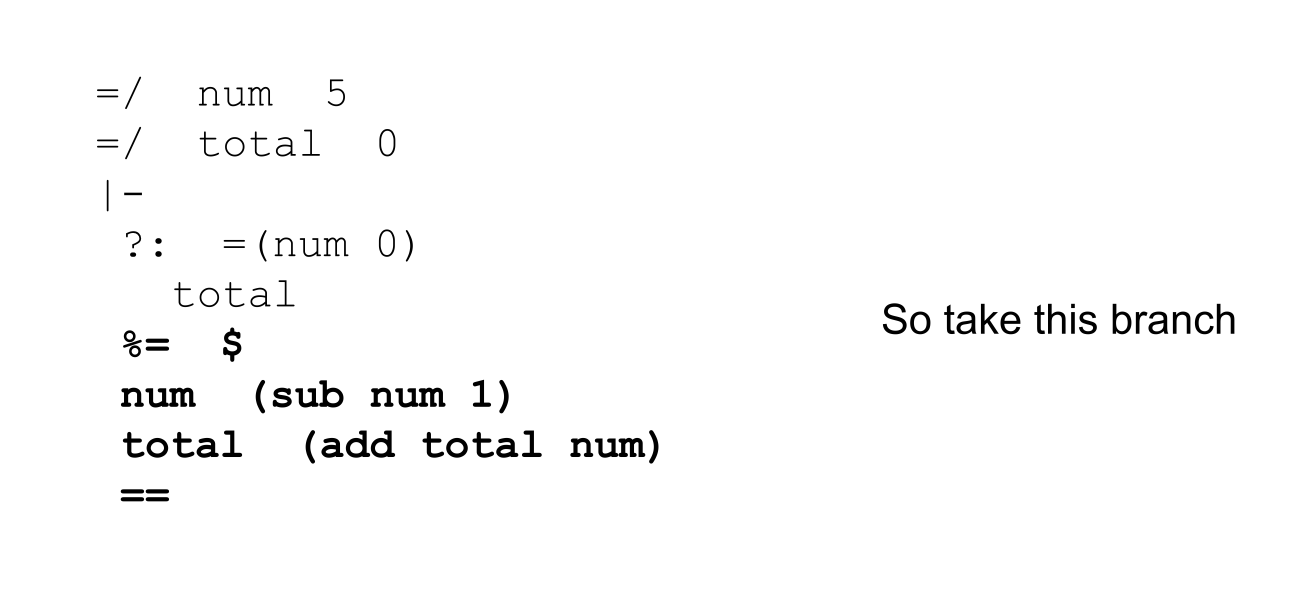 =/  num  5
=/  total  0
|-
?:  =(num 0)
total
So take this branch
%=  $
num  (sub num 1)
total  (add total num)
==